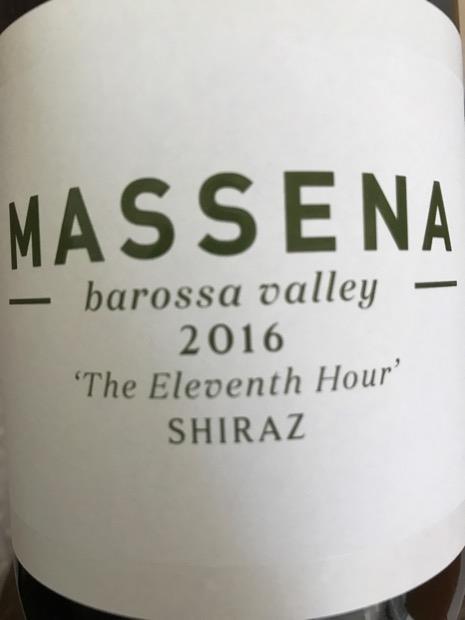 MASSENA
barossa valley
2016
‘The Eleventh Hour’
SHIRAZ